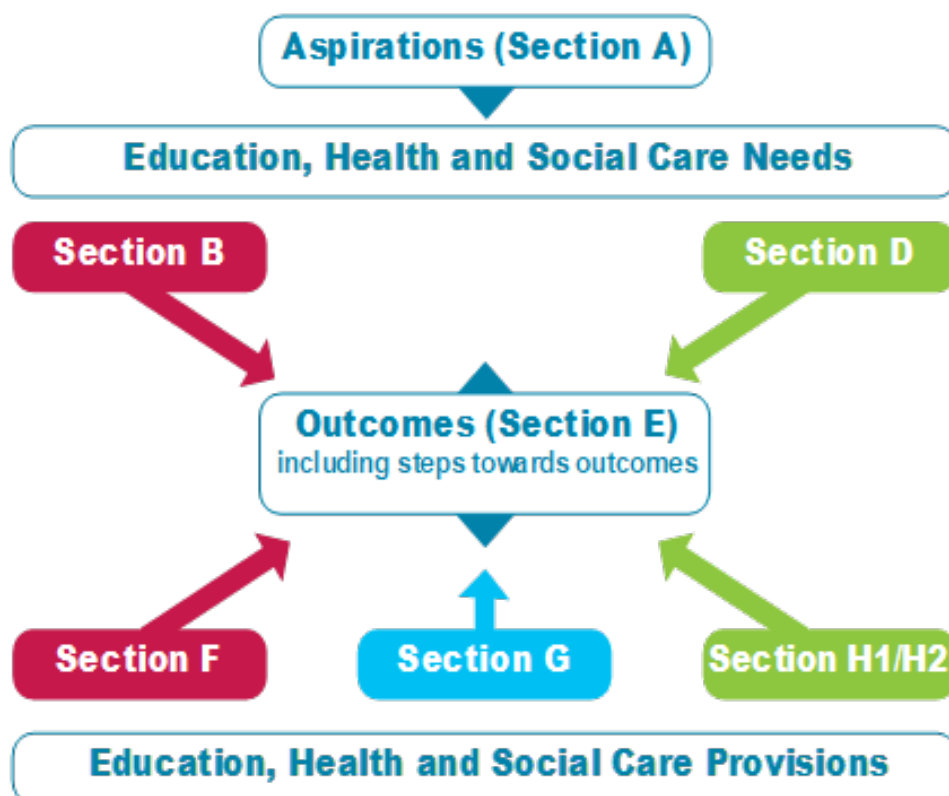 Aspirations (Section A)
Education, Health and Social Care Needs
Section B
Section D
Outcomes (Section E)
including steps towards outcomes
Section F
Section G
Section H1/H2
Education, Health and Social Care Provisions